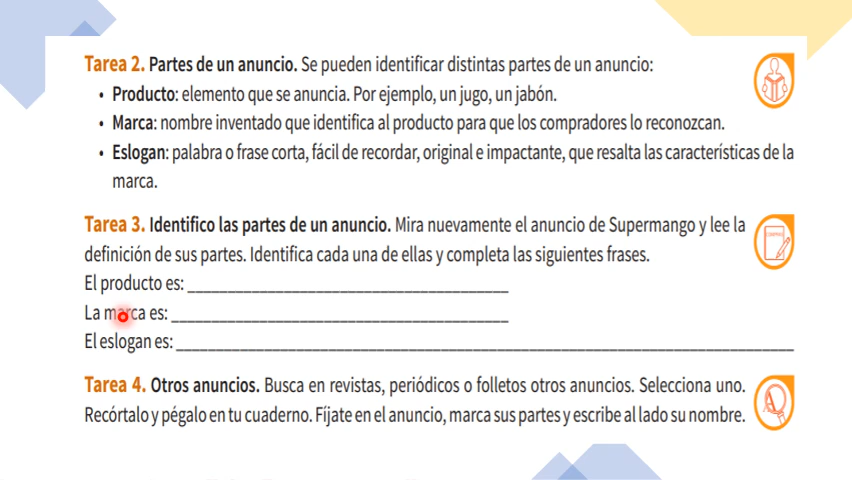 Tarea 2. Partes de un anuncio. Se pueden identificar distintas partes de un anuncio:
• Producto: elemento que se anuncia. Por ejemplo, un jugo, un jabón.
• Marca: nombre inventado que identifica al producto para que los compradores lo reconozcan.
• Eslogan: palabra o frase corta, fácil de recordar, original e impactante, que resalta las características de la
marca.
Tarea 3. Identifico las partes de un anuncio. Mira nuevamente el anuncio de Supermango y lee la
definición de sus partes. Identifica cada una de ellas y completa las siguientes frases.
El producto es: ________________________________
La marca es: __________________________________
El eslogan es: ______________________________________________________________
Tarea 4. Otros anuncios. Busca en revistas, periódicos o folletos otros anuncios. Selecciona uno.
Recórtalo y pégalo en tu cuaderno. Fíjate en el anuncio, marca sus partes y escribe al lado su nombre.